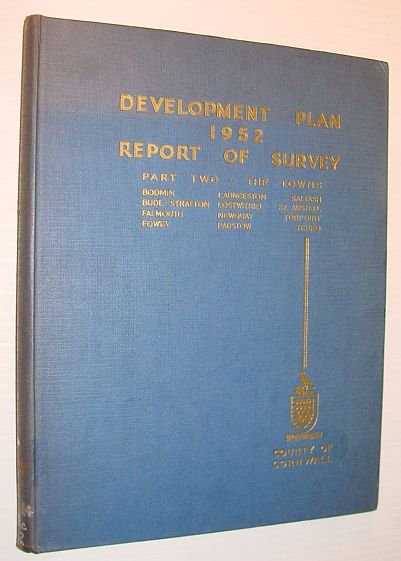 DEVELOPMENT PLAN
1952
REPORT OF SURVEY
PART TWO - THE TOWNS
BODMIN LAUNCESTON SALTASH
BUDE STRATTON LOSTWITHIEL ST. AUSTELL
FALMOUTH NEWQUAY TORPOINT
FOWEY PADSTOW TRURO
COUNTY OF
CORNWALL